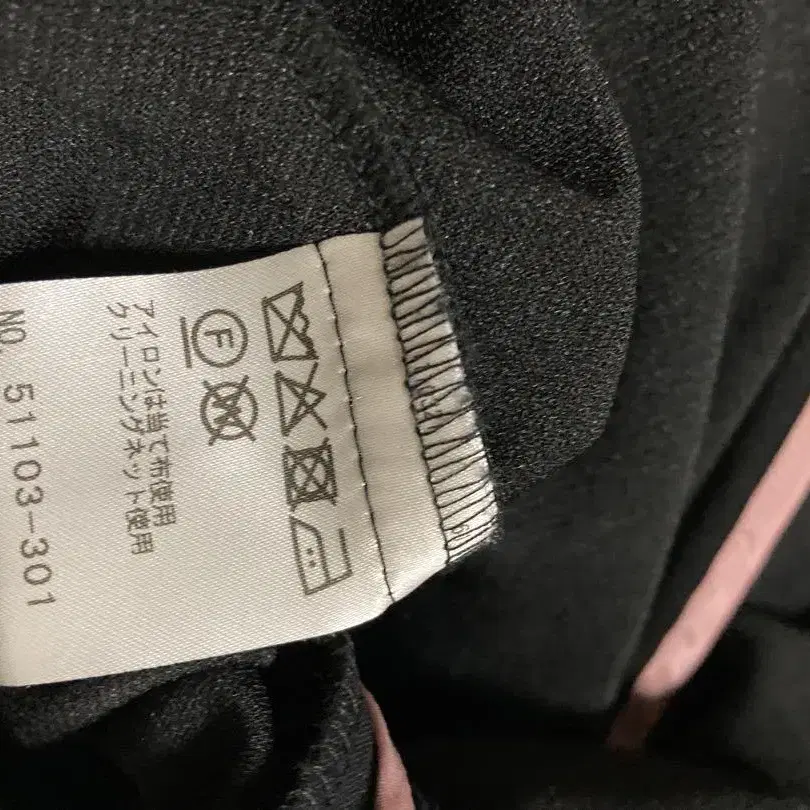 F
W
アイロンは当て布使用
クリーニングネット使用
NO. 51103-301